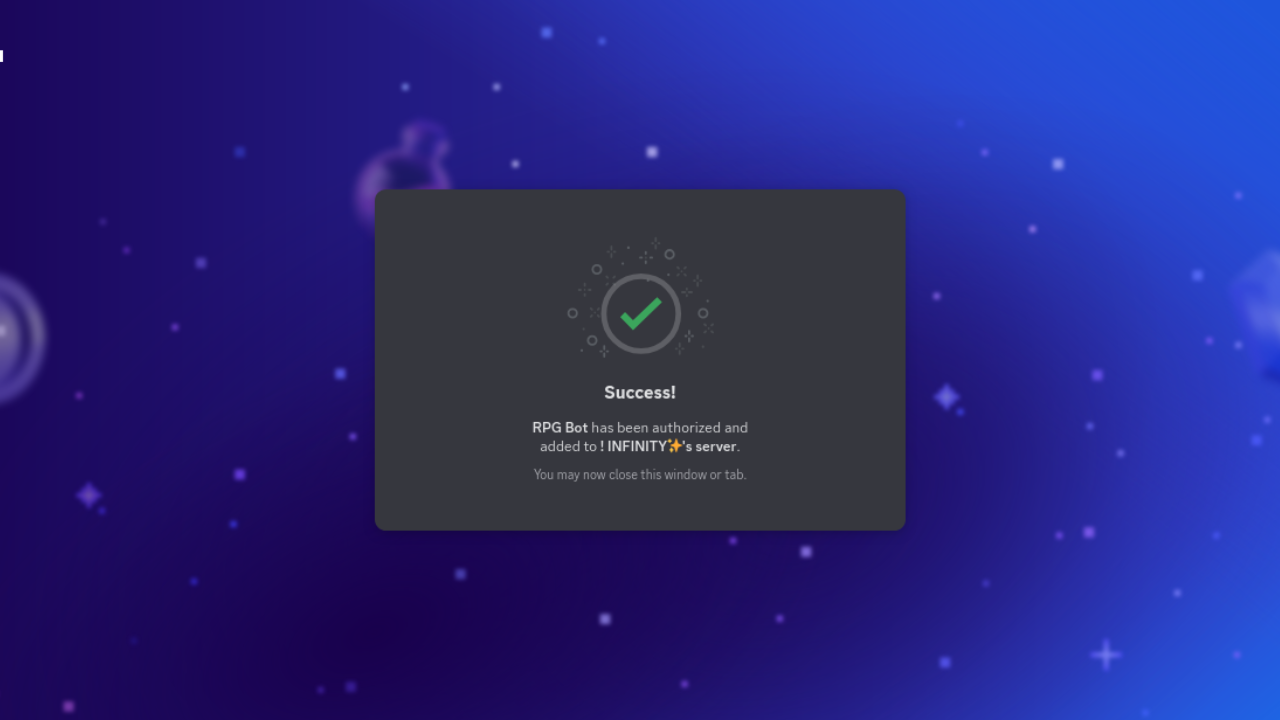 Success!
RPG Bot has been authorized and
added to ! INFINITY✨'s server.
You may now close this window or tab.